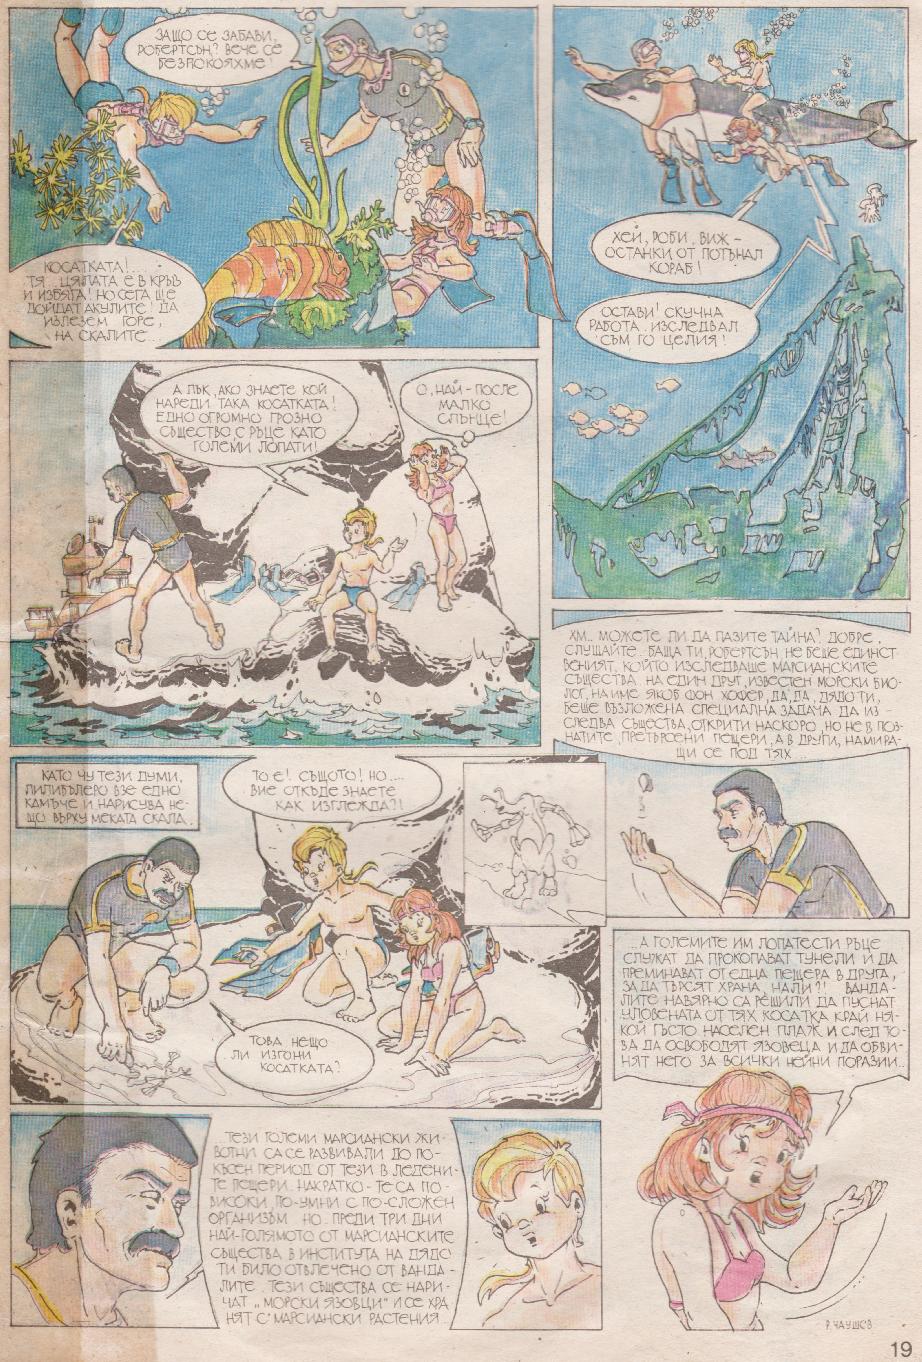 ЗАЩО СЕ ЗАБАВИ,
РОБЕРТСЪН? ВЕЧЕ СЕ
БЕЗПОКОЯХМЕ!
КОСАТКАТА!...
ТЯ ЦЯЛАТА Е В КРЪВ
И ИЗБЯГА! НО СЕГА ЩЕ
ДОЙДАТ АКУЛИТЕ! ДА
ИЗЛЕЗЕМ ГОРЕ,
НА СКАЛИТЕ
ХЕЙ, РОБИ, ВИЖ -
ОСТАНКИ ОТ ПОТЪНАЛ
КОРАБ!
ОСТАВИ! СКУЧНА
РАБОТА. ИЗСЛЕДВАЛ
СЪМ ГО ЦЕЛИЯ!
А ПЪК, АКО ЗНАЕТЕ КОЙ
НАРЕДИ ТАКА КОСАТКАТА!
ЕДНО ОГРОМНО ГРОЗНО
СЪЩЕСТВО С РЪЦЕ КАТО
ГОЛЕМИ ЛОПАТИ!
О, НАЙ-ПОСЛЕ
МАЛКО
СЛЪНЦЕ!
ХМ... МОЖЕТЕ ЛИ ДА ПАЗИТЕ ТАЙНА? ДОБРЕ,
СЛУШАЙТЕ. БАЩА ТИ, РОБЕРТСЪН, НЕ БЕШЕ ЕДИНСТ-
ВЕНИЯТ, КОЙТО ИЗСЛЕДВАШЕ МАРСИАНСКИТЕ
СЪЩЕСТВА. НА ЕДИН ДРУГ, ИЗВЕСТЕН МОРСКИ БИО-
ЛОГ, НА ИМЕ ЯКОБ ФОН ХОФЕР, ДА, ДА, ДЯДО ТИ,
БЕШЕ ВЪЗЛОЖЕНА СПЕЦИАЛНА ЗАДАЧА ДА ИЗ-
СЛЕДВА СЪЩЕСТВА, ОТКРИТИ НАСКОРО, НО НЕ В ПОЗ-
НАТИТЕ, ПРЕТЪРСЕНИ ПЕЩЕРИ, А В ДРУГИ, НАМИРА-
ЩИ СЕ ПОД ТЯХ...
КАТО ЧУ ТЕЗИ ДУМИ,
ЛИЛИБЪЛЕРО ВЗЕ ЕДНО
КАМЪЧЕ И НАРИСУВА НЕ-
ЩО ВЪРХУ МЕКАТА СКАЛА.
ТО Е! СЪЩОТО! НО....
ВИЕ ОТКЪДЕ ЗНАЕТЕ
КАК ИЗГЛЕЖДА?!
ТОВА НЕЩО
ЛИ ИЗГОНИ
КОСАТКАТА?
...А ГОЛЕМИТЕ ИМ ЛОПАТЕСТИ РЪЦЕ
СЛУЖАТ ДА ПРОКОПАВАТ ТУНЕЛИ И ДА
ПРЕМИНАВАТ ОТ ЕДНА ПЕЩЕРА В ДРУГА,
ЗА ДА ТЪРСЯТ ХРАНА, НАЛИ?! ВАНДА-
ЛИТЕ НАВЯРНО СА РЕШИЛИ ДА ПУСНАТ
УЛОВЕНАТА ОТ ТЯХ КОСАТКА КРАЙ НЯ-
КОЙ ГЪСТО НАСЕЛЕН ПЛАЖ И СЛЕД ТО-
ВА ДА ОСВОБОДЯТ ЯЗОВЕЦА И ДА ОБВИ-
НЯТ НЕГО ЗА ВСИЧКИ НЕЙНИ ПОРАЗИИ...
...ТЕЗИ ГОЛЕМИ МАРСИАНСКИ ЖИ-
ВОТНИ СА СЕ РАЗВИВАЛИ ДО ПО-
КЪСЕН ПЕРИОД ОТ ТЕЗИ В ЛЕДЕНИ-
ТЕ ПЕЩЕРИ. НАКРАТКО - ТЕ СА ПО-
ВИСОКИ, ПО-УМНИ С ПО-СЛОЖЕН
ОРГАНИЗЪМ. НО... ПРЕДИ ТРИ ДНИ
НАЙ-ГОЛЯМОТО ОТ МАРСИАНСКИТЕ
СЪЩЕСТВА В ИНСТИТУТА НА ДЯДО
ТИ БИЛО ОТВЛЕЧЕНО ОТ ВАНДА-
ЛИТЕ. ТЕЗИ СЪЩЕСТВА СЕ НАРИ-
ЧАТ „МОРСКИ ЯЗОВЦИ" И СЕ ХРА
НЯТ С МАРСИАНСКИ РАСТЕНИЯ...
Р. ЧАУШЕВ
19